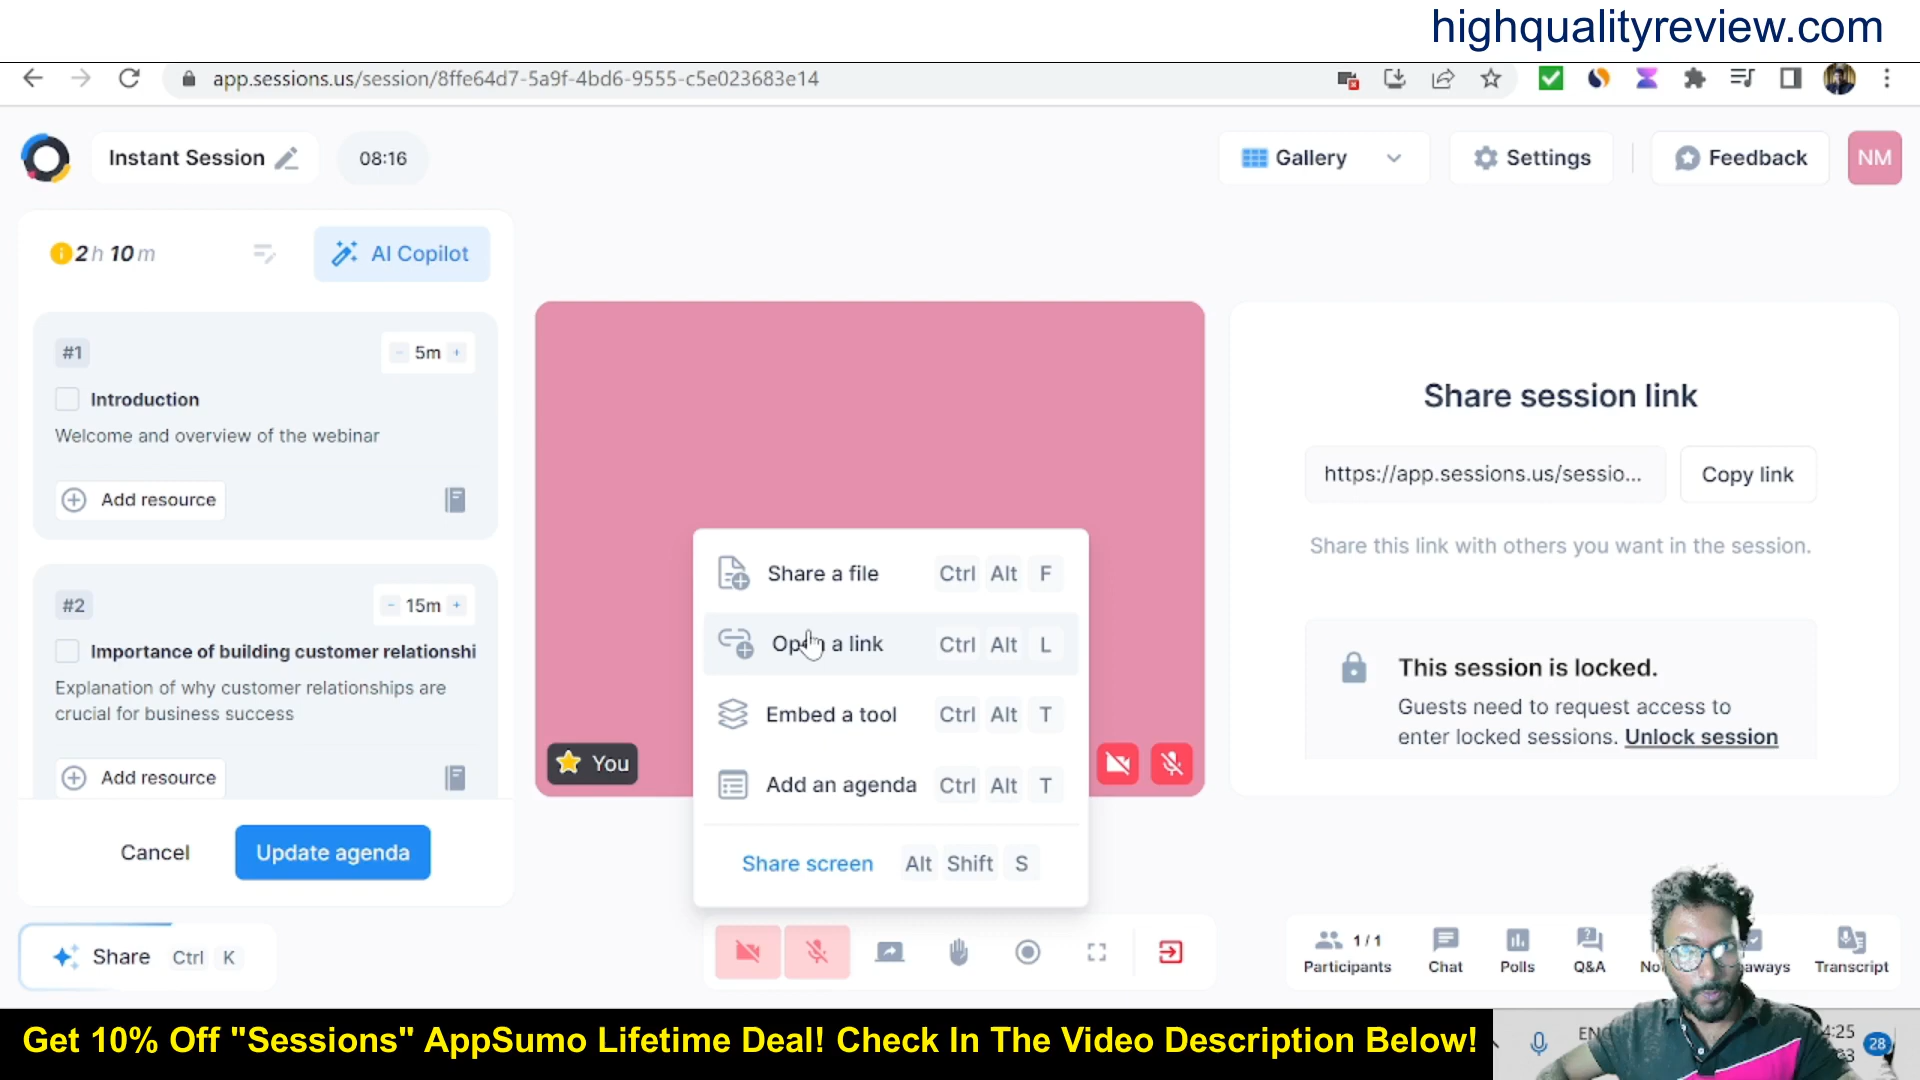 highqualityreview.com
app.sessions.us/session/8ffe64d7-5a9f-4bd6-9555-c5e023683e14
Instant Session
08:16
Gallery
Settings
Feedback
NM
2 h 10 m
AI Copilot
#1
- 5m +
Introduction
Welcome and overview of the webinar
Add resource
#2
- 15m +
Importance of building customer relationshi
Explanation of why customer relationships are
crucial for business success
Add resource
Cancel
Update agenda
Share Ctrl K
You
Share a file Ctrl Alt F
Open a link Ctrl Alt L
Embed a tool Ctrl Alt T
Add an agenda Ctrl Alt T
Share screen Alt Shift S
Share session link
https://app.sessions.us/sessio...
Copy link
Share this link with others you want in the session.
This session is locked.
Guests need to request access to
enter locked sessions. Unlock session
1 / 1
Participants
Chat
Polls
Q&A
Transcript
Get 10% Off "Sessions" AppSumo Lifetime Deal! Check In The Video Description Below!
28